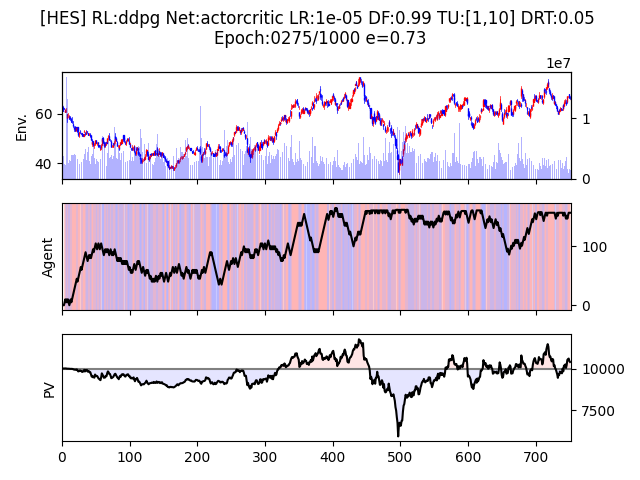 [HES] RL:ddpg Net:actorcritic LR:1e-05 DF:0.99 TU:[1,10] DRT:0.05
Epoch:0275/1000 e=0.73
1e7
Env.
60
40
1
0
Agent
100
0
PV
10000
7500
0 100 200 300 400 500 600 700